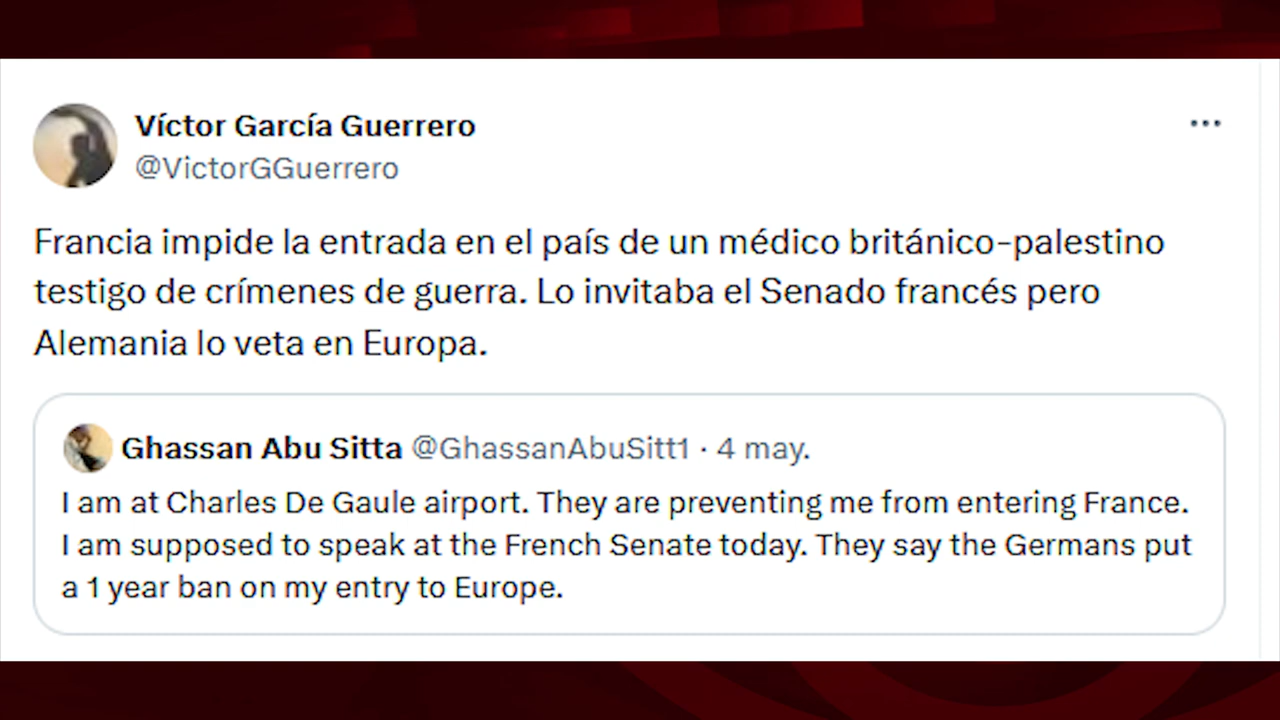 Víctor García Guerrero
@VictorGGuerrero
Francia impide la entrada en el país de un médico británico-palestino
testigo de crímenes de guerra. Lo invitaba el Senado francés pero
Alemania lo veta en Europa.
Ghassan Abu Sitta @GhassanAbuSitt1 · 4 may.
I am at Charles De Gaule airport. They are preventing me from entering France.
I am supposed to speak at the French Senate today. They say the Germans put
a 1 year ban on my entry to Europe.